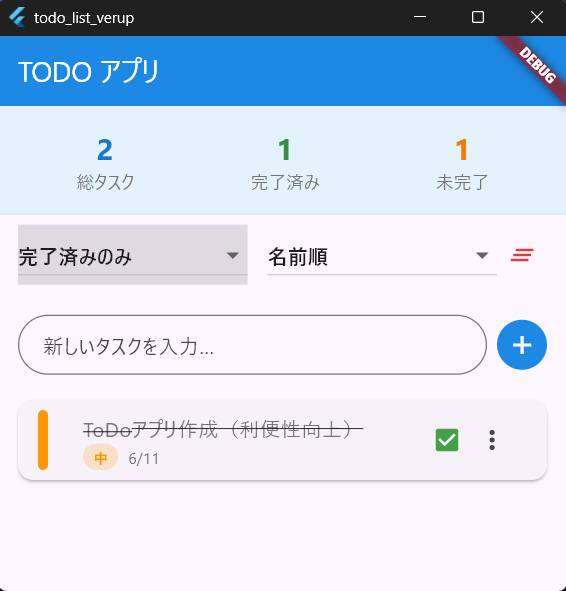 todo_list_verup
TODO アプリ
DEBUG
2 1 1
総タスク 完了済み 未完了
完了済みのみ 名前順
新しいタスクを入力...
ToDoアプリ作成（利便性向上）
中 6/11